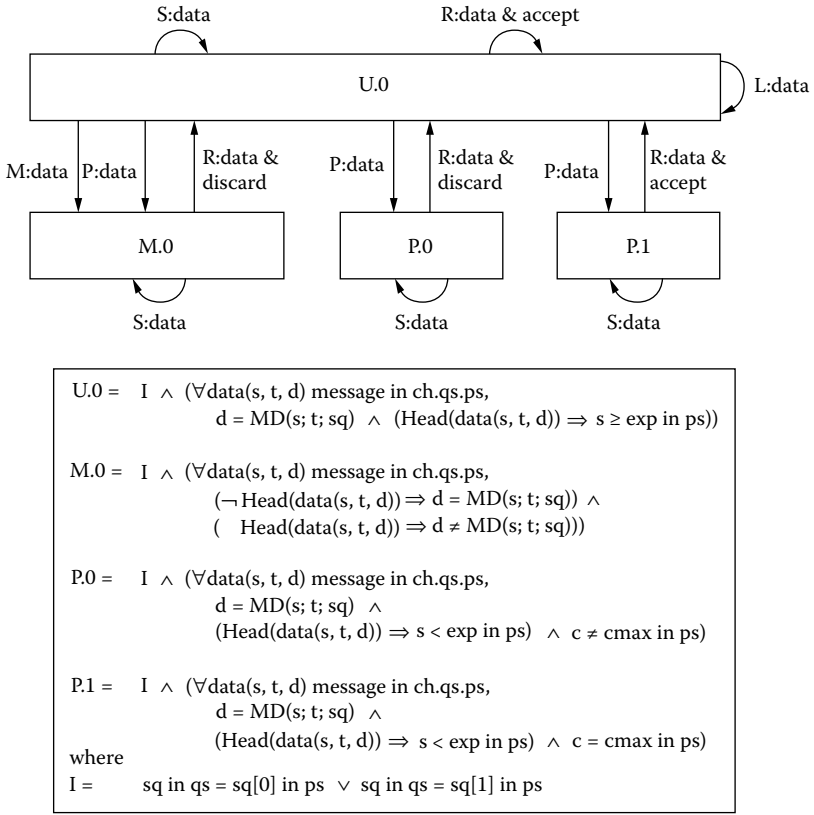 S:data
R:data & accept
U.0
L:data
M:data
P:data
R:data &
discard
P:data
R:data &
discard
P:data
R:data &
accept
M.0
P.0
P.1
S:data
S:data
S:data
U.0 = I ∧ (∀data(s, t, d) message in ch.qs.ps,
d = MD(s; t; sq) ∧ (Head(data(s, t, d)) ⇒ s ≥ exp in ps))
M.0 = I ∧ (∀data(s, t, d) message in ch.qs.ps,
(¬ Head(data(s, t, d)) ⇒ d = MD(s; t; sq)) ∧
( Head(data(s, t, d)) ⇒ d ≠ MD(s; t; sq)))
P.0 = I ∧ (∀data(s, t, d) message in ch.qs.ps,
d = MD(s; t; sq) ∧
(Head(data(s, t, d)) ⇒ s < exp in ps) ∧ c ≠ cmax in ps)
P.1 = I ∧ (∀data(s, t, d) message in ch.qs.ps,
d = MD(s; t; sq) ∧
(Head(data(s, t, d)) ⇒ s < exp in ps) ∧ c = cmax in ps)
where
I = sq in qs = sq[0] in ps ∨ sq in qs = sq[1] in ps